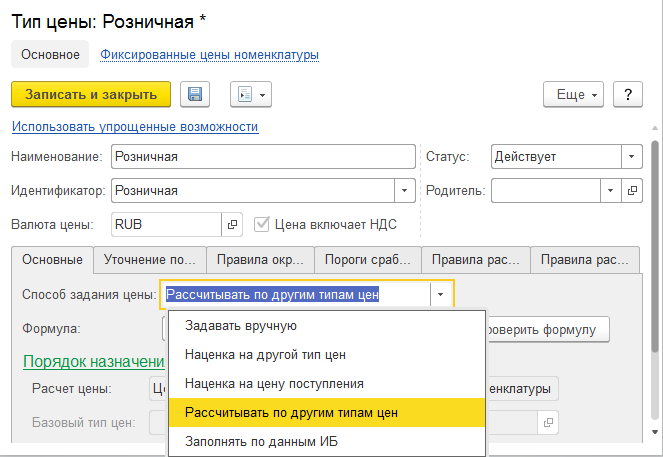 Тип цены: Розничная *
Основное Фиксированные цены номенклатуры
Записать и закрыть Еще ?
Использовать упрощенные возможности
Наименование: Розничная Статус: Действует
Идентификатор: Розничная Родитель:
Валюта цены: RUB Цена включает НДС
Основные Уточнение по... Правила окр... Пороги сраб... Правила рас... Правила рас...
Способ задания цены: Рассчитывать по другим типам цен
Формула: роверить формулу
Задавать вручную
Наценка на другой тип цен
Порядок назначени
Наценка на цену поступления
Расчет цены: Це енклатуры
Рассчитывать по другим типам цен
Базовый тип цен:
Заполнять по данным ИБ